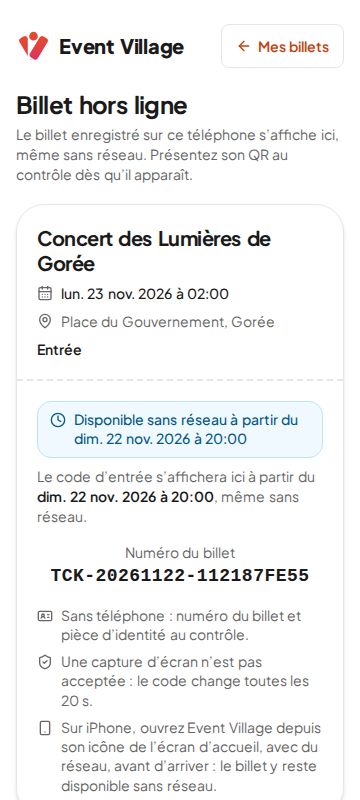 Event Village
Mes billets
Billet hors ligne
Le billet enregistré sur ce téléphone s’affiche ici,
même sans réseau. Présentez son QR au
contrôle dès qu’il apparaît.
Concert des Lumières de
Gorée
lun. 23 nov. 2026 à 02:00
Place du Gouvernement, Gorée
Entrée
Disponible sans réseau à partir du
dim. 22 nov. 2026 à 20:00
Le code d’entrée s’affichera ici à partir du
dim. 22 nov. 2026 à 20:00, même sans
réseau.
Numéro du billet
TCK-20261122-112187FE55
Sans téléphone : numéro du billet et
pièce d’identité au contrôle.
Une capture d’écran n’est pas
acceptée : le code change toutes les
20 s.
Sur iPhone, ouvrez Event Village depuis
son icône de l’écran d’accueil, avec du
réseau, avant d’arriver : le billet y reste
disponible sans réseau.